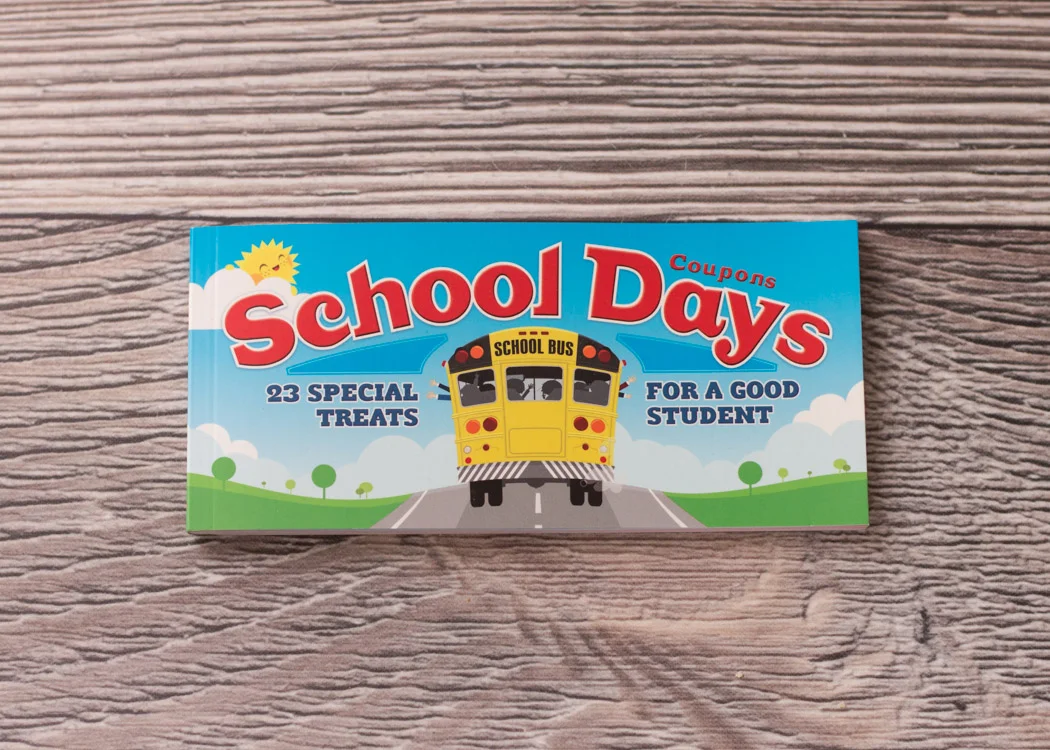 School Days
Coupons
SCHOOL BUS
23 SPECIAL
TREATS
FOR A GOOD
STUDENT